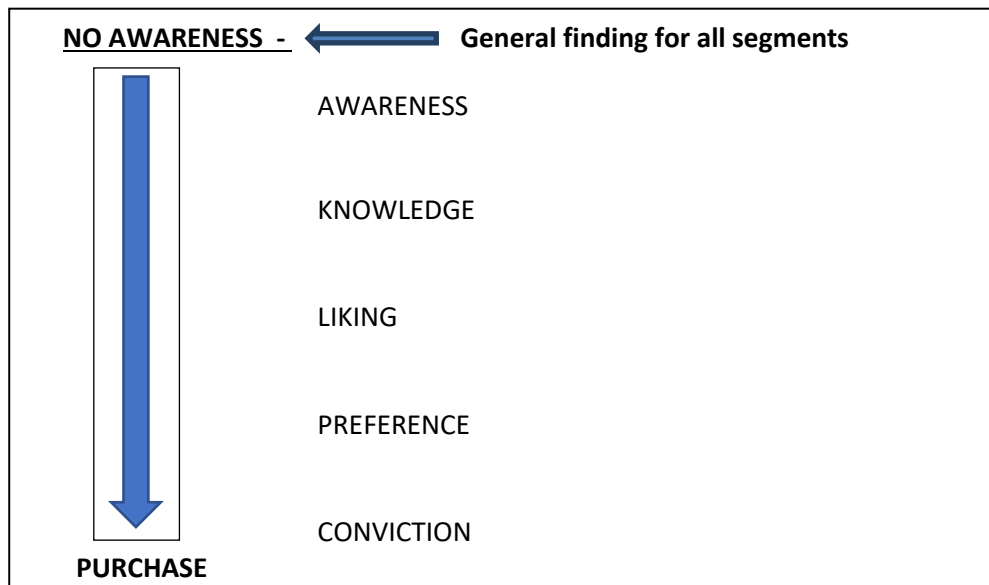 NO AWARENESS - General finding for all segments
AWARENESS
KNOWLEDGE
LIKING
PREFERENCE
CONVICTION
PURCHASE